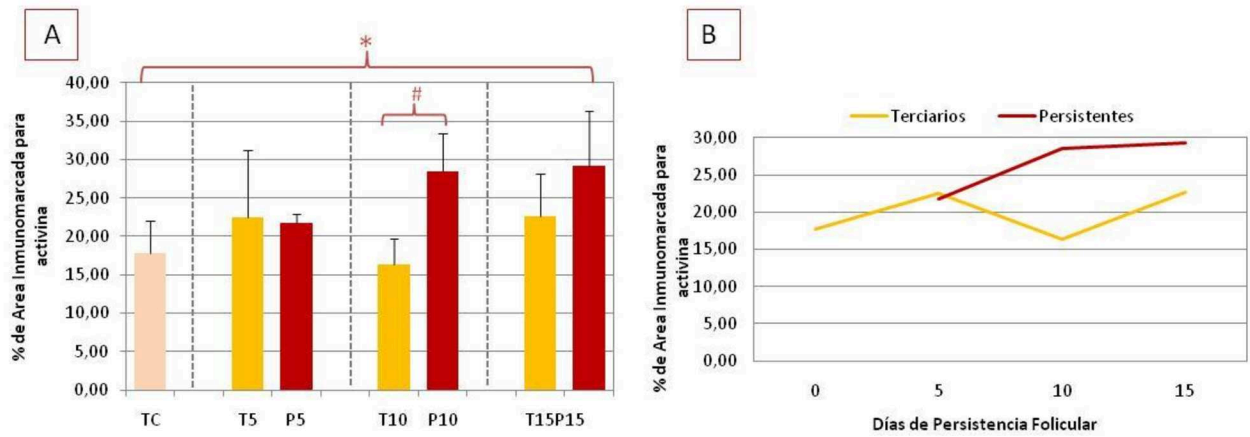 A
*
#
40,00
35,00
30,00
25,00
20,00
15,00
10,00
5,00
0,00
% de Area Inmunomarcada para
activina
TC T5 P5 T10 P10 T15P15
B
Terciarios Persistentes
30,00
25,00
20,00
15,00
10,00
5,00
0,00
% de Area Inmunomarcada para
activina
0 5 10 15
Días de Persistencia Folicular